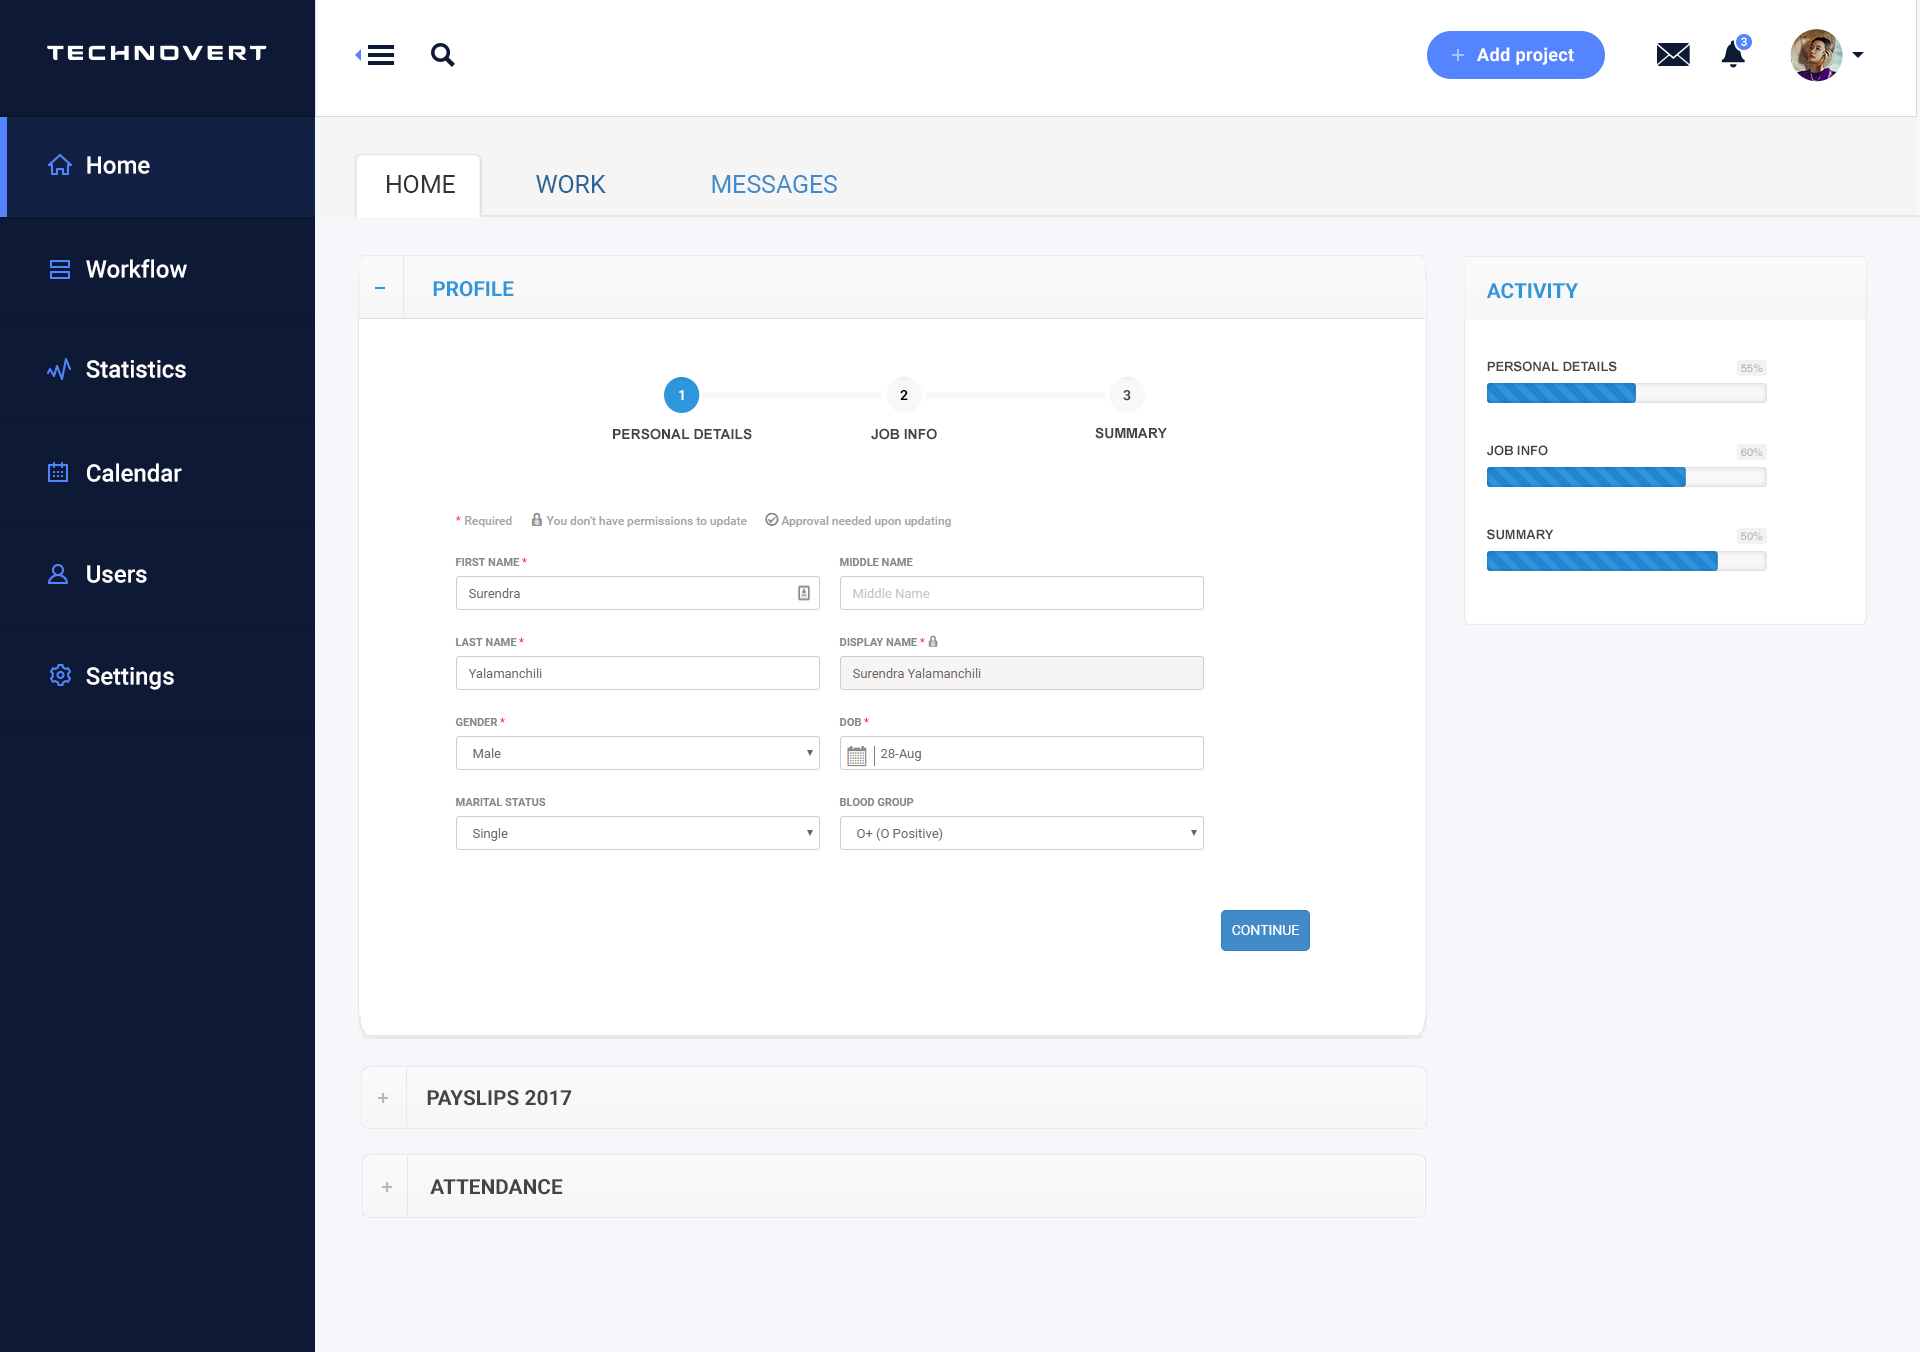 TECHNOVERT
+ Add project
3
Home
Workflow
Statistics
Calendar
Users
Settings
HOME
WORK
MESSAGES
PROFILE
1
2
3
PERSONAL DETAILS
JOB INFO
SUMMARY
* Required
You don't have permissions to update
Approval needed upon updating
FIRST NAME *
Surendra
MIDDLE NAME
Middle Name
LAST NAME *
Yalamanchili
DISPLAY NAME *
Surendra Yalamanchili
GENDER *
Male
DOB *
28-Aug
MARITAL STATUS
Single
BLOOD GROUP
O+ (O Positive)
CONTINUE
PAYSLIPS 2017
ATTENDANCE
ACTIVITY
PERSONAL DETAILS
55%
JOB INFO
60%
SUMMARY
50%